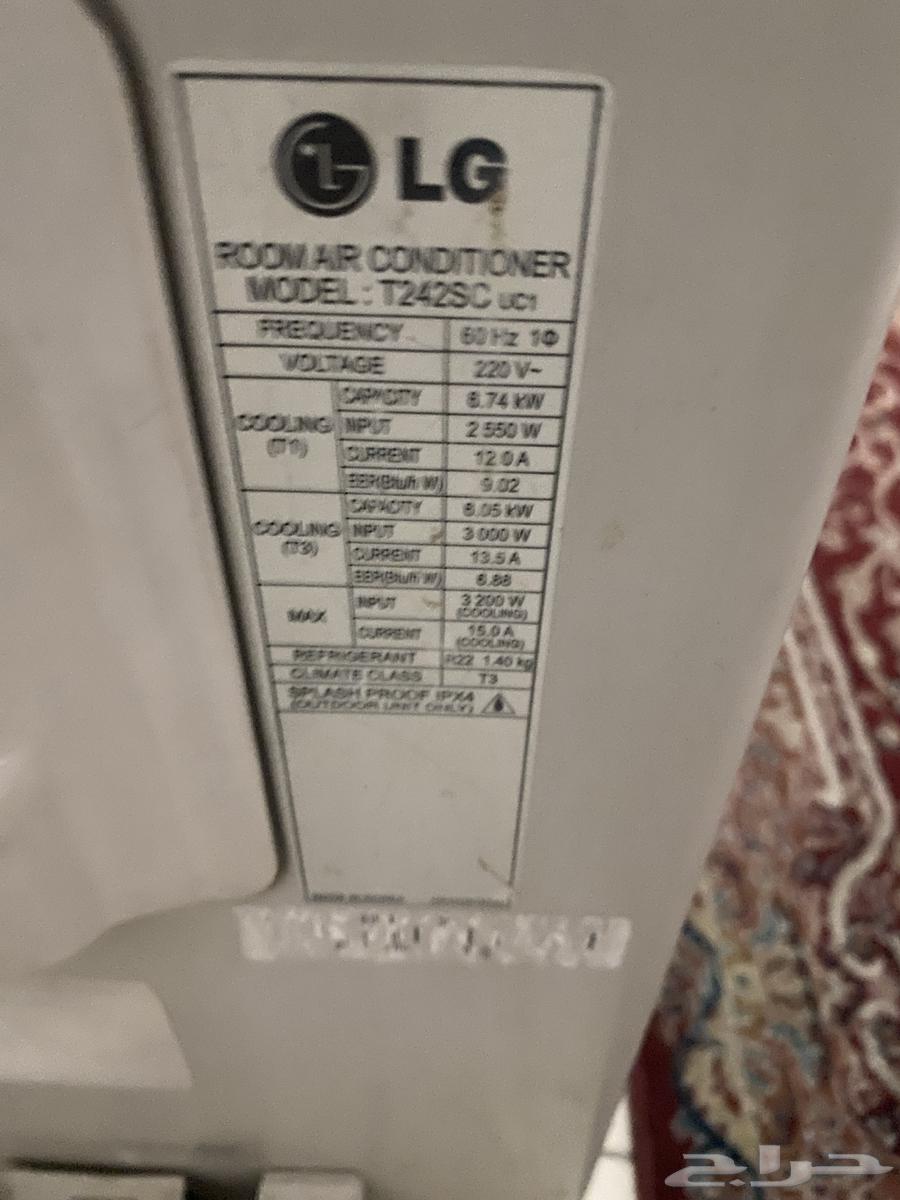 LG
ROOM AIR CONDITIONER
MODEL : T242SC UC1
FREQUENCY 60 Hz 1Φ
VOLTAGE 220 V~
COOLING (T1)
CAPACITY 6.74 kW
INPUT 2 550 W
CURRENT 12.0 A
EER(Btu/h W) 9.02
COOLING (T3)
CAPACITY 6.05 kW
INPUT 3 000 W
CURRENT 13.5 A
EER(Btu/h W) 6.88
MAX
INPUT 3 200 W (COOLING)
CURRENT 15.0 A (COOLING)
REFRIGERANT R22 1.40 kg
CLIMATE CLASS T3
SPLASH PROOF IPX4
(OUTDOOR UNIT ONLY)
حراج